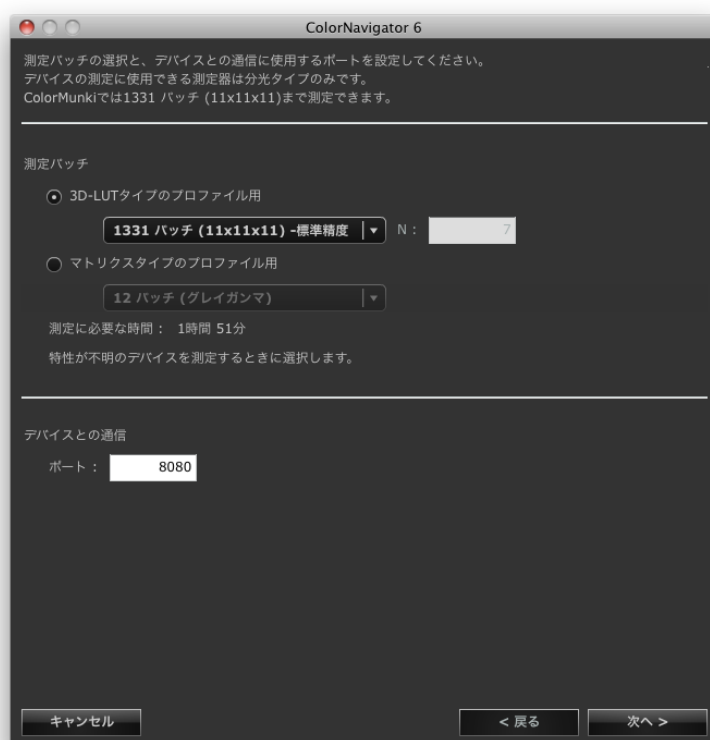 ColorNavigator 6
測定パッチの選択と、デバイスとの通信に使用するポートを設定してください。
デバイスの測定に使用できる測定器は分光タイプのみです。
ColorMunkiでは1331 パッチ (11x11x11)まで測定できます。
測定パッチ
3D-LUTタイプのプロファイル用
1331 パッチ (11x11x11) -標準精度 N : 7
マトリクスタイプのプロファイル用
12 パッチ (グレイガンマ)
測定に必要な時間 : 1時間 51分
特性が不明のデバイスを測定するときに選択します。
デバイスとの通信
ポート : 8080
キャンセル < 戻る 次へ >